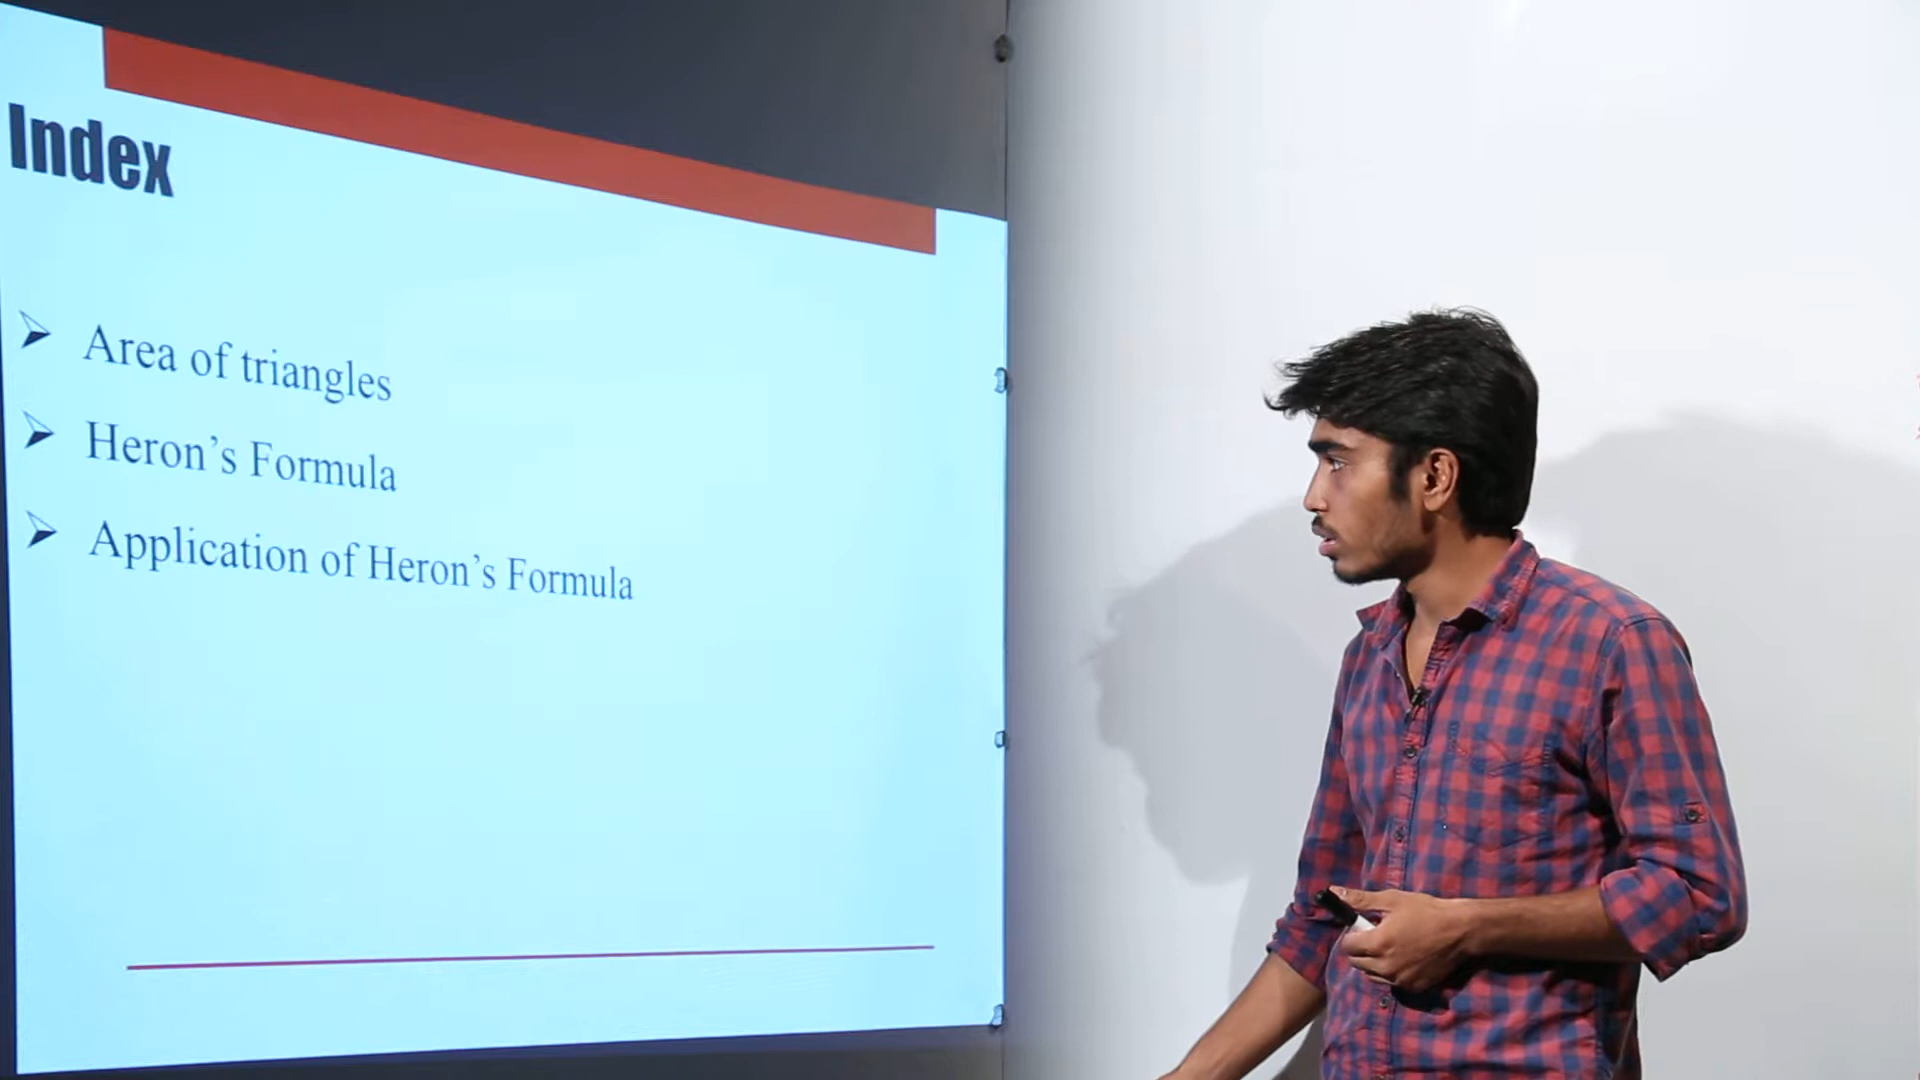 Index
Area of triangles
Heron’s Formula
Application of Heron’s Formula